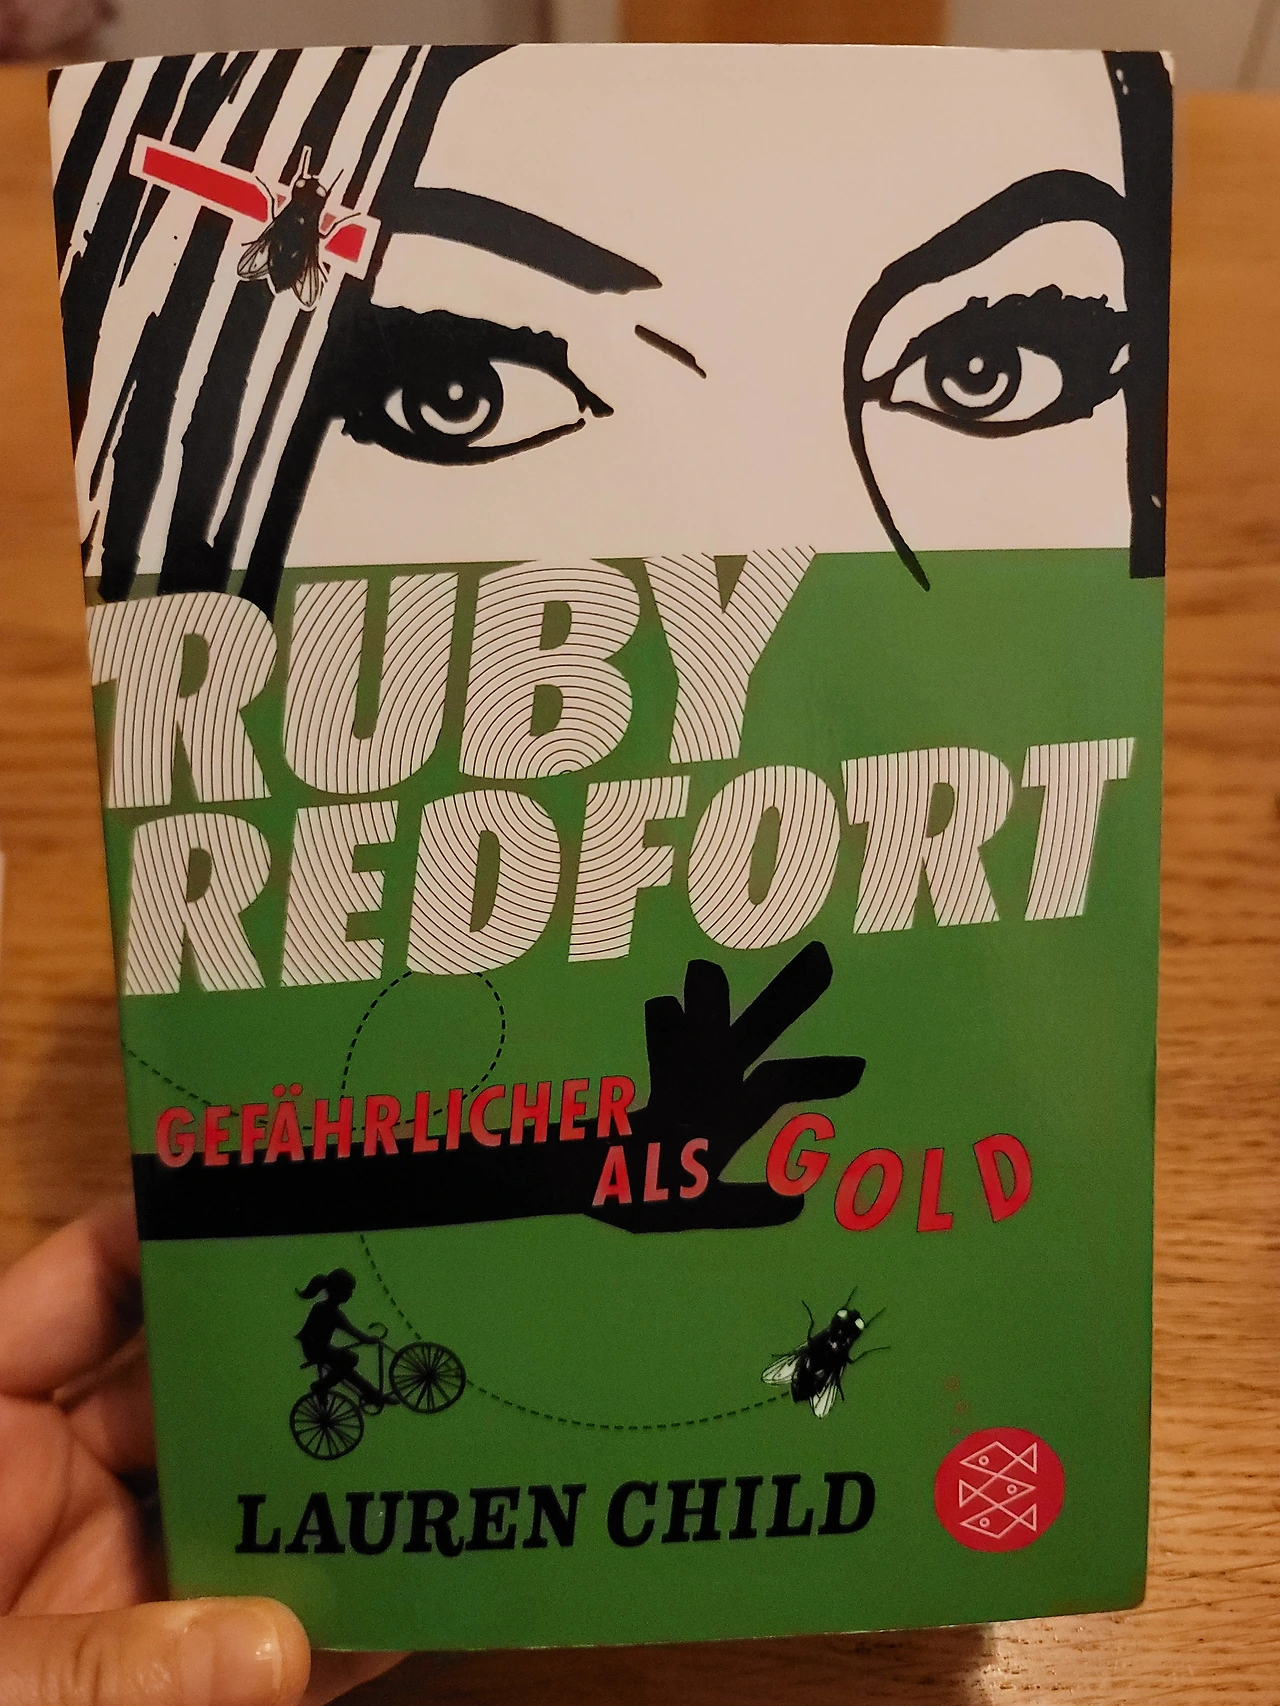 RUBY
REDFORT
GEFÄHRLICHER
ALS GOLD
LAUREN CHILD